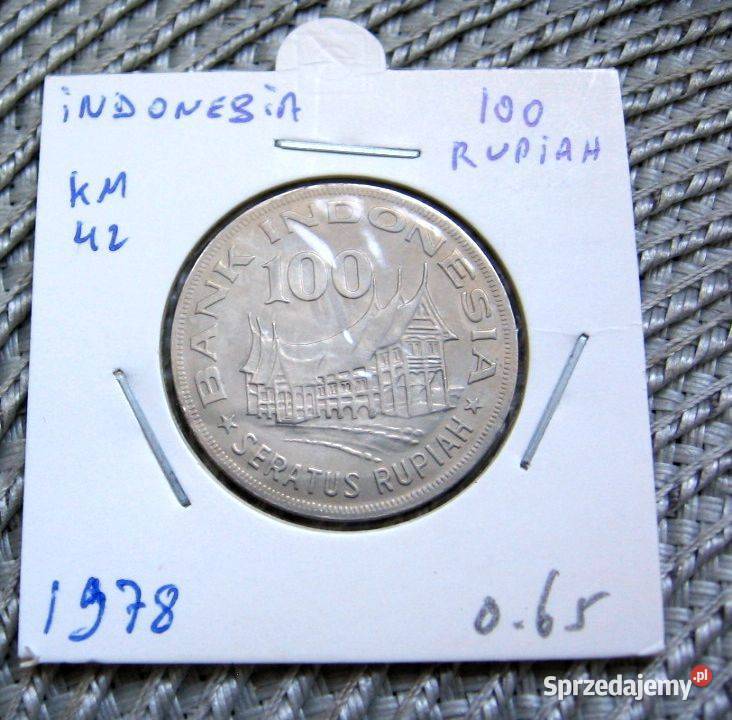 iNDONESiA
100
RUPiAH
KM
42
BANK INDONESIA
100
★ SERATUS RUPIAH ★
1978
0.65
Sprzedajemy.pl